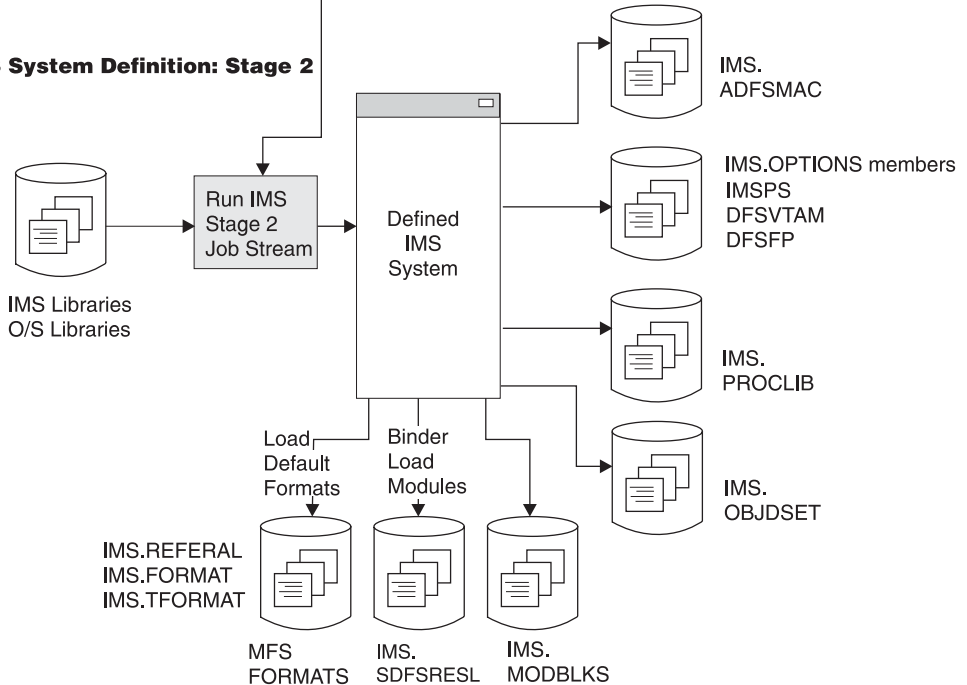 System Definition: Stage 2
IMS.
ADFSMAC
IMS.OPTIONS members
IMSPS
DFSVTAM
DFSFP
Run IMS
Stage 2
Job Stream
Defined
IMS
System
IMS Libraries
O/S Libraries
IMS.
PROCLIB
Load
Default
Formats
Binder
Load
Modules
IMS.
OBJDSET
IMS.REFERAL
IMS.FORMAT
IMS.TFORMAT
MFS
FORMATS
IMS.
SDFSRESL
IMS.
MODBLKS